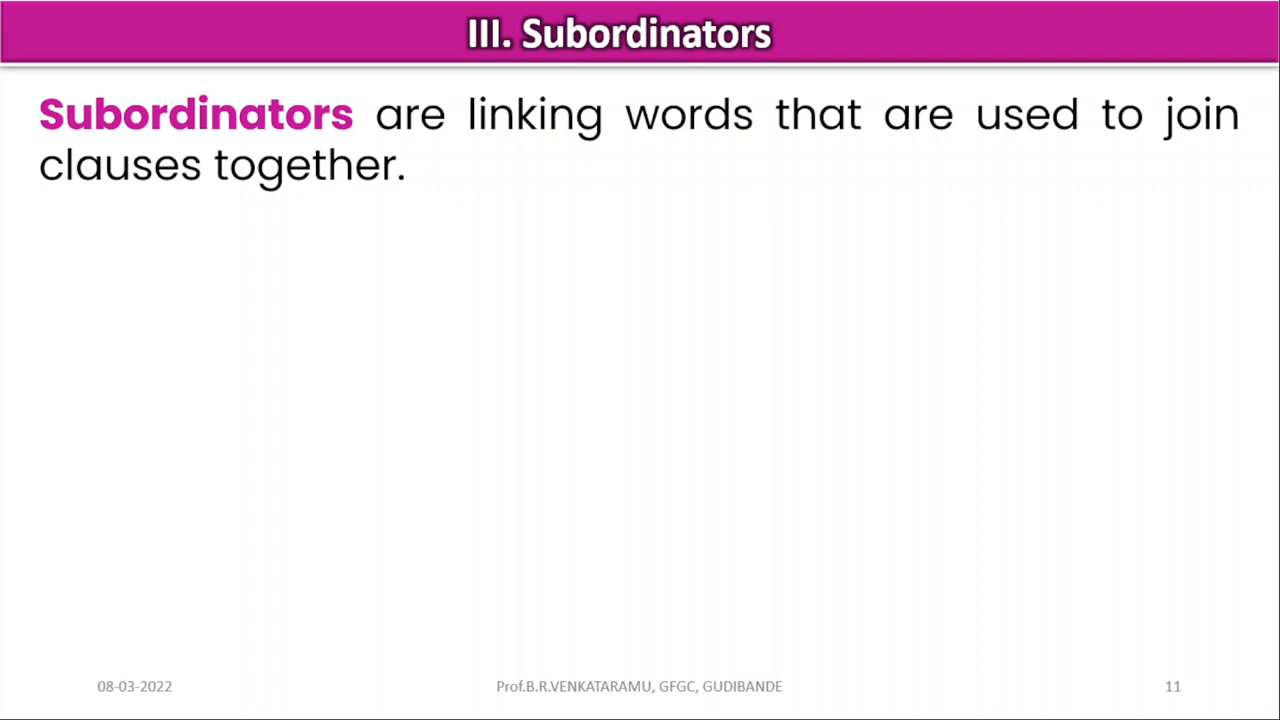 III. Subordinators
Subordinators are linking words that are used to join
clauses together.
08-03-2022
Prof.B.R.VENKATARAMU, GFGC, GUDIBANDE
11